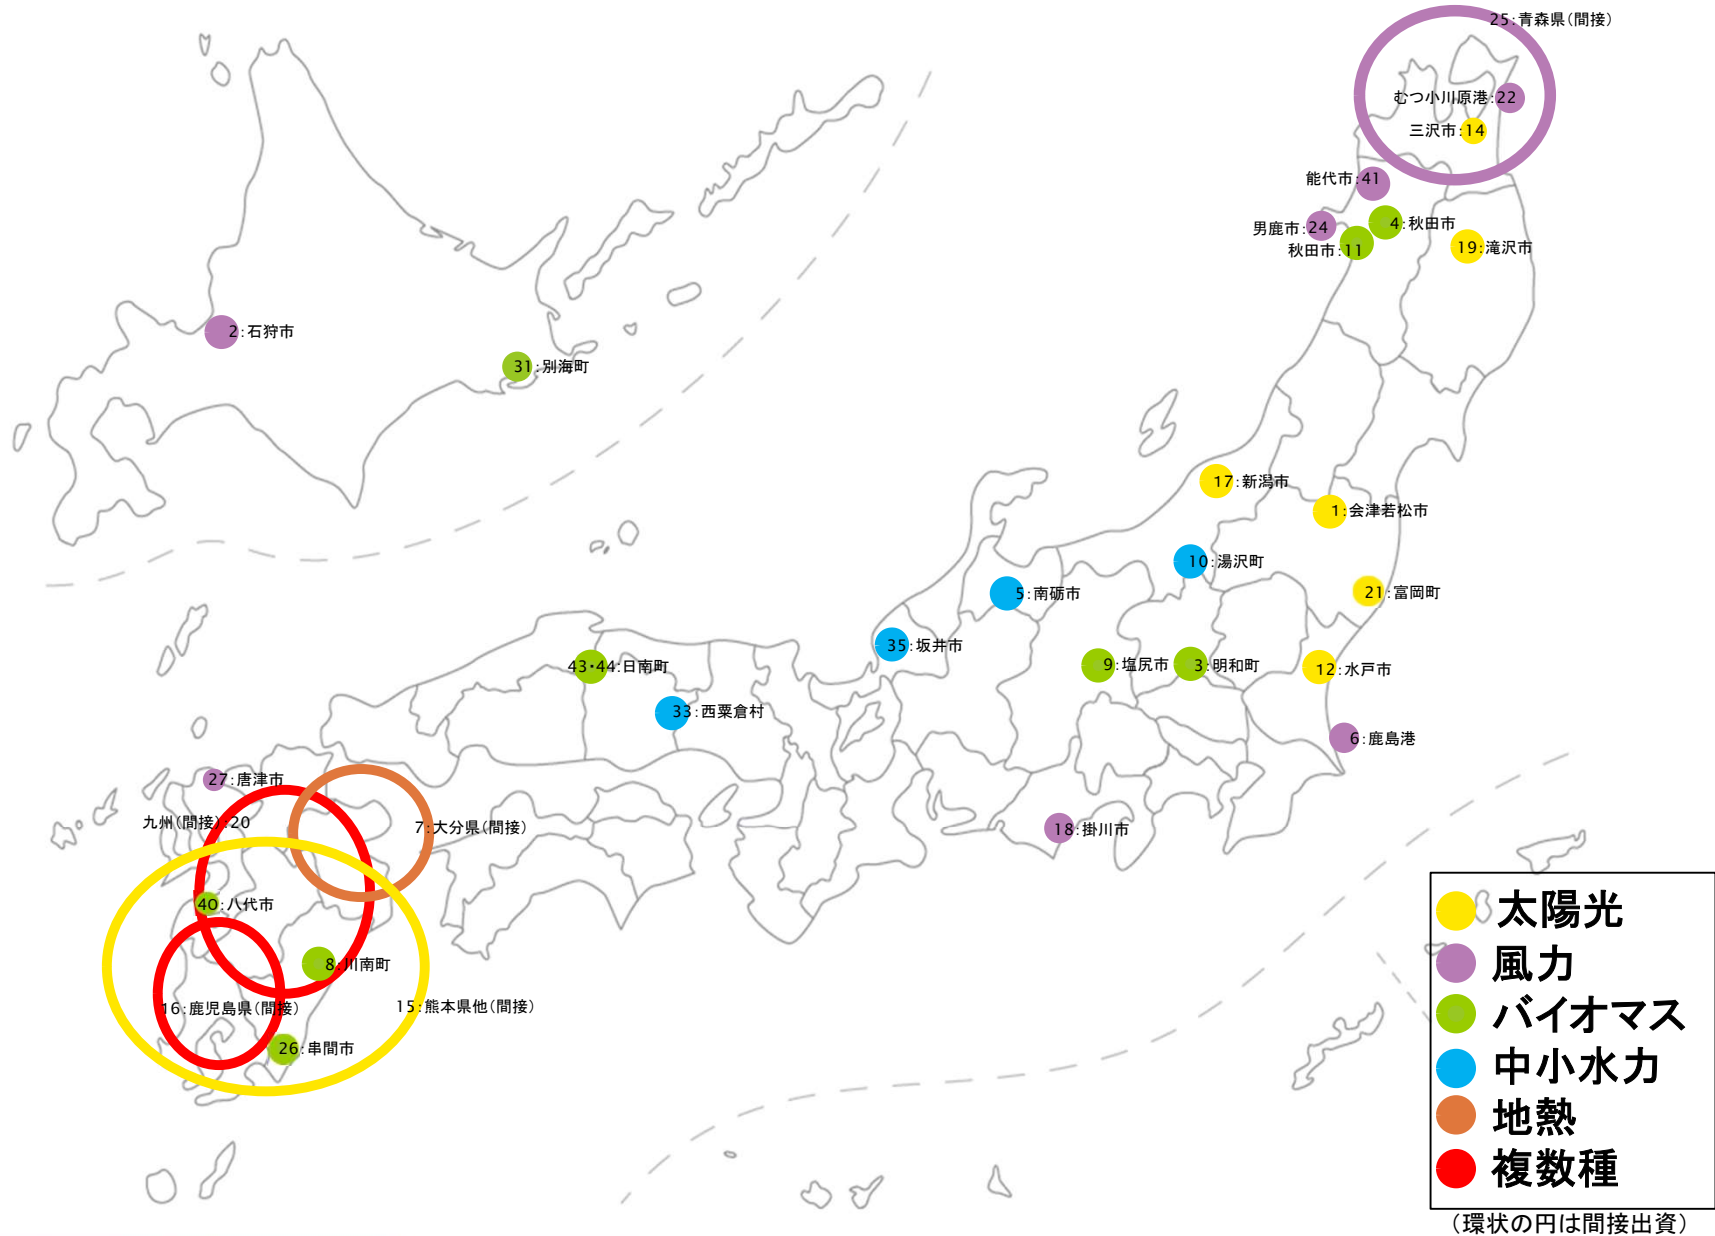 25:青森県(間接)
むつ小川原港:22
三沢市:14
能代市:41
4:秋田市
男鹿市:24
秋田市:11
19:滝沢市
2:石狩市
31:別海町
17:新潟市
1:会津若松市
10:湯沢町
5:南砺市
21:富岡町
35:坂井市
43・44:日南町
9:塩尻市
3:明和町
12:水戸市
33:西粟倉村
6:鹿島港
27:唐津市
九州(間接):20
7:大分県(間接)
18:掛川市
40:八代市
8:川南町
16:鹿児島県(間接)
15:熊本県他(間接)
26:串間市
太陽光
風力
バイオマス
中小水力
地熱
複数種
(環状の円は間接出資)